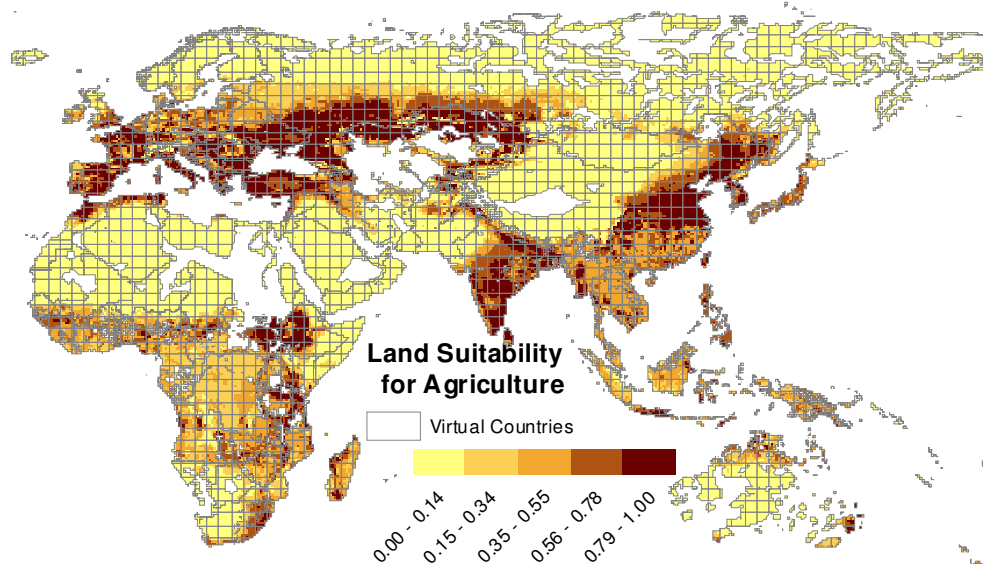 Land Suitability
for Agriculture
Virtual Countries
0.00 - 0.14
0.15 - 0.34
0.35 - 0.55
0.56 - 0.78
0.79 - 1.00